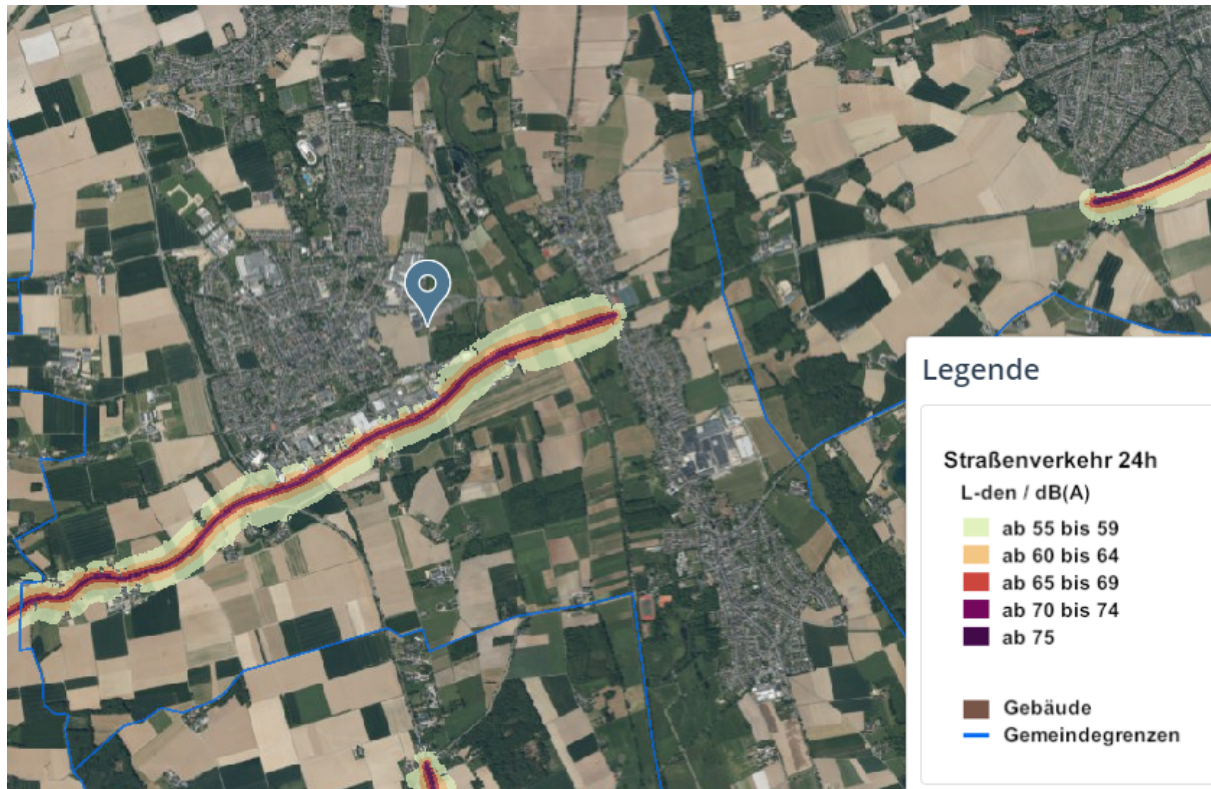 Legende
Straßenverkehr 24h
L-den / dB(A)
ab 55 bis 59
ab 60 bis 64
ab 65 bis 69
ab 70 bis 74
ab 75
Gebäude
Gemeindegrenzen